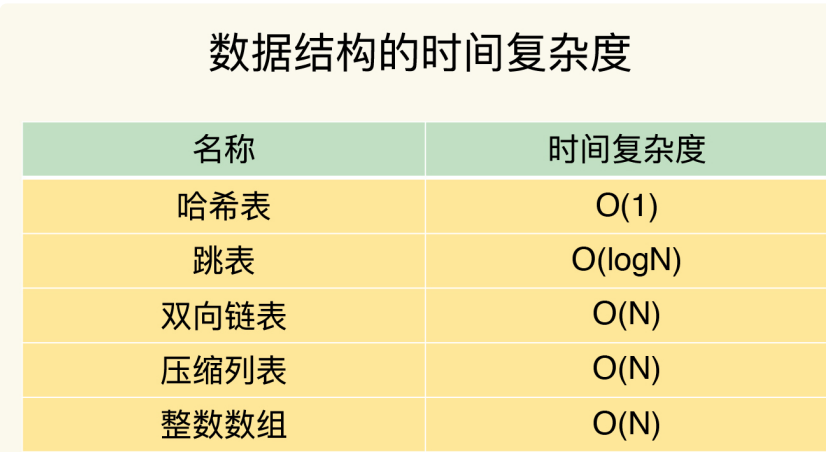 数据结构的时间复杂度
名称 时间复杂度
哈希表 O(1)
跳表 O(logN)
双向链表 O(N)
压缩列表 O(N)
整数数组 O(N)